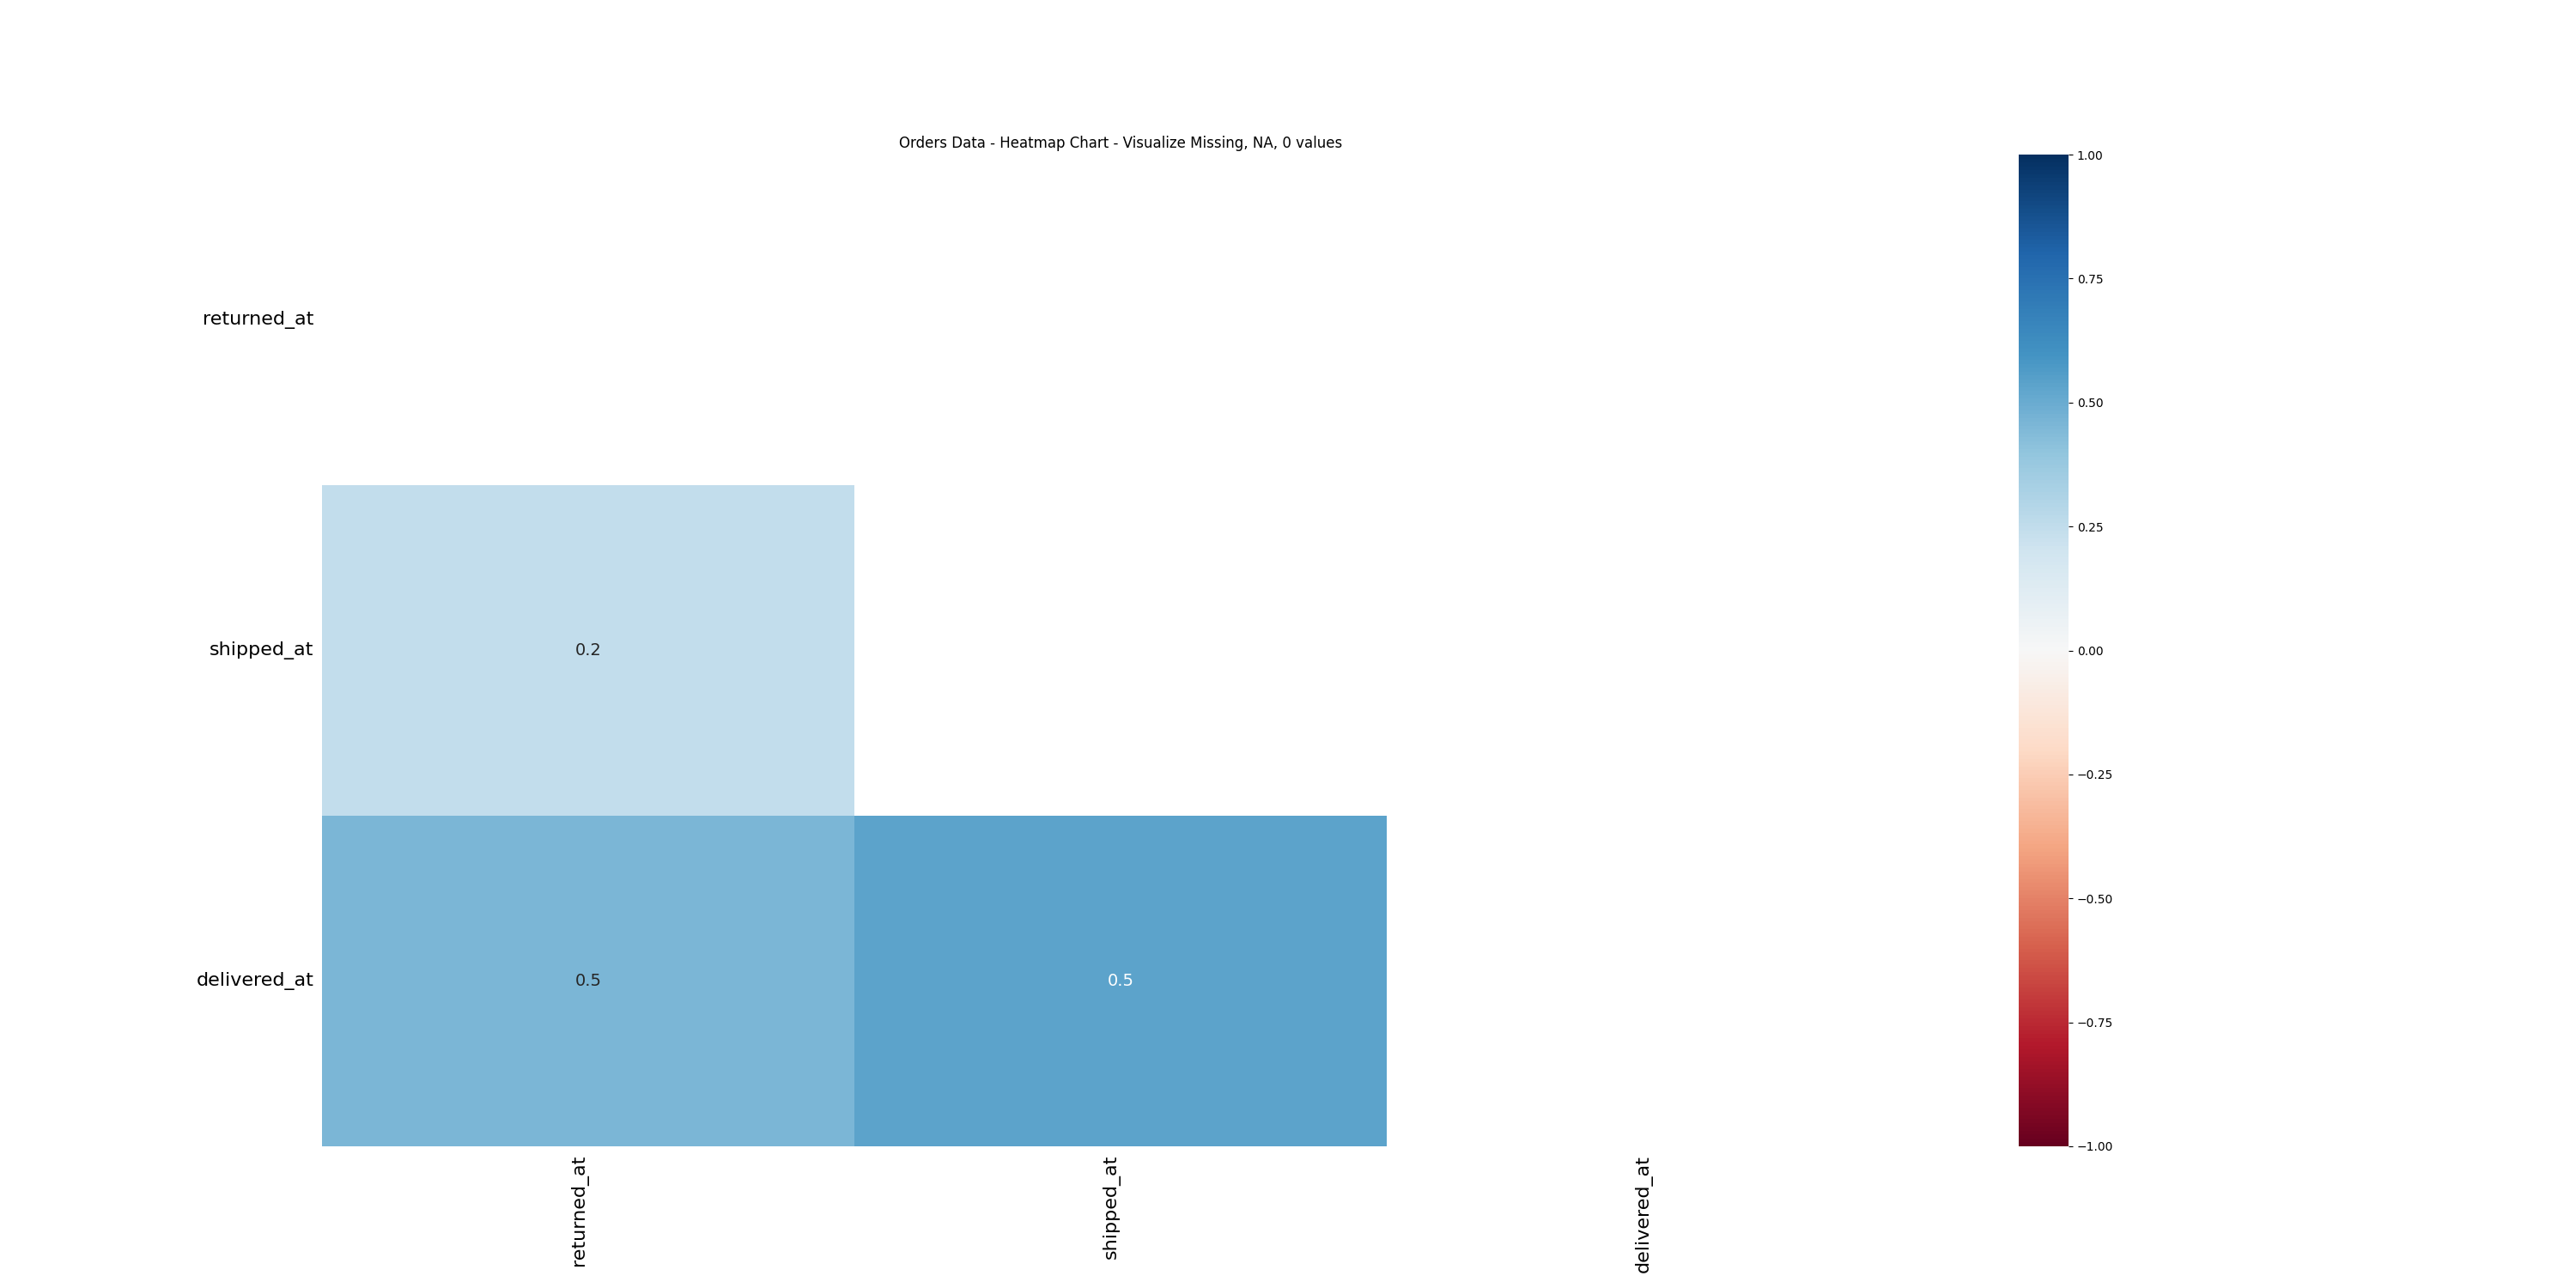 Orders Data - Heatmap Chart - Visualize Missing, NA, 0 values
returned_at
shipped_at
delivered_at
0.2
0.5
0.5
returned_at
shipped_at
delivered_at
1.00
0.75
0.50
0.25
0.00
−0.25
−0.50
−0.75
−1.00